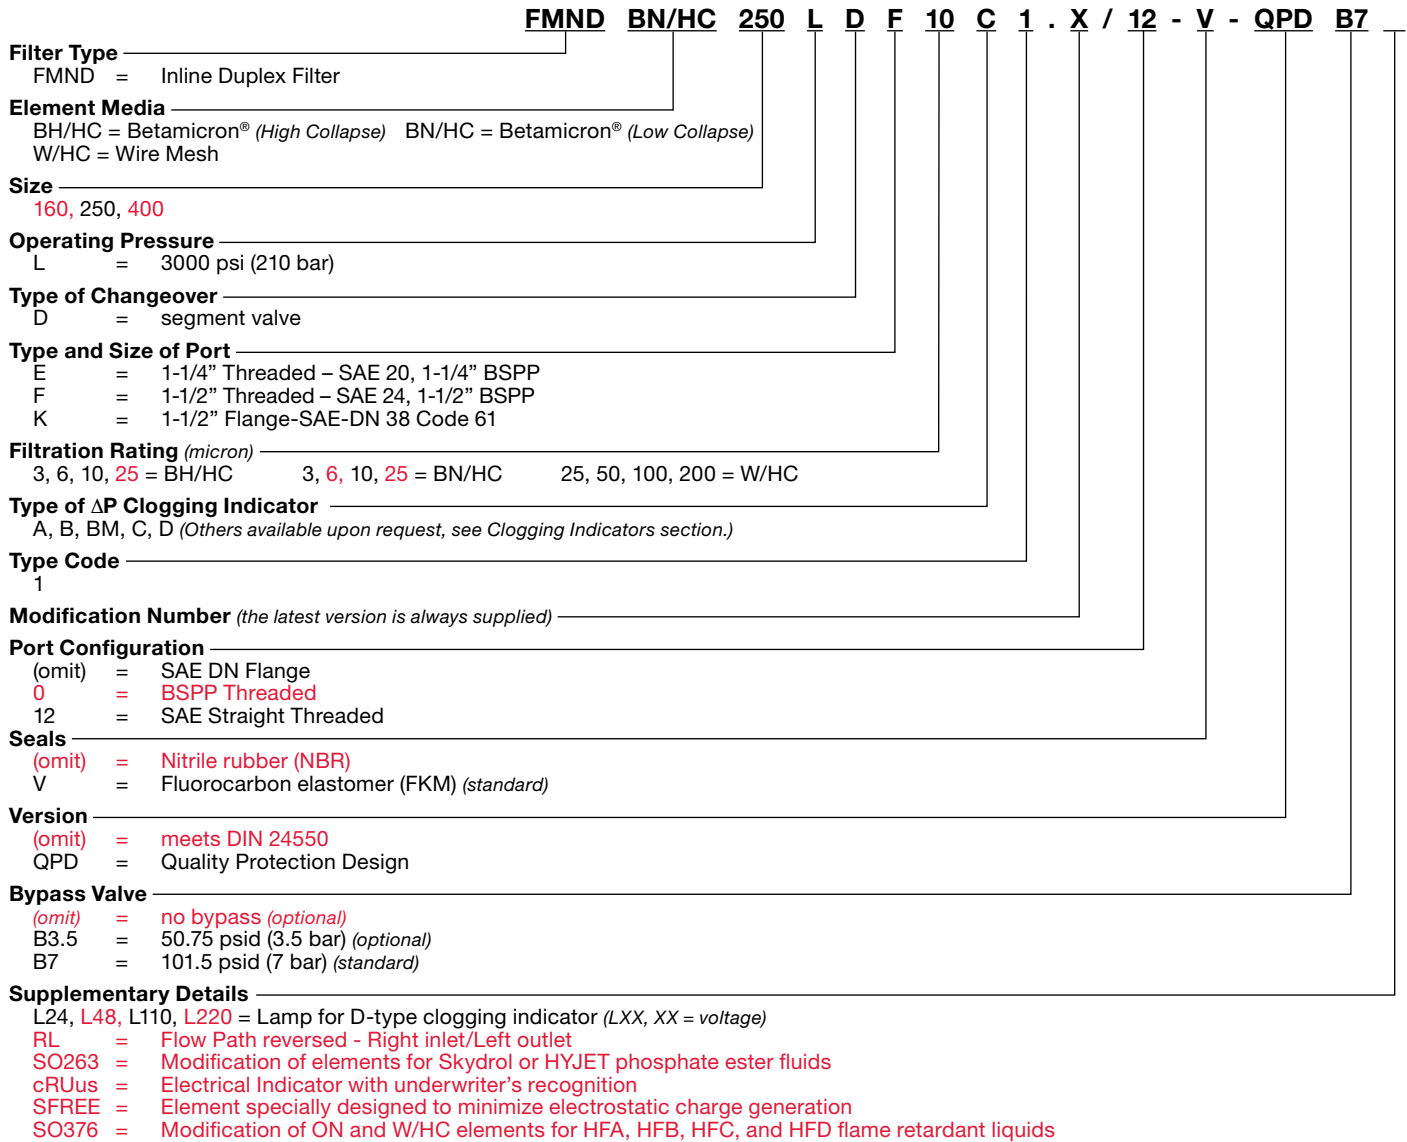 FMND BN/HC 250 L D F 10 C 1 . X / 12 - V - QPD B7
Filter Type
FMND = Inline Duplex Filter
Element Media
BH/HC = Betamicron® (High Collapse) BN/HC = Betamicron® (Low Collapse)
W/HC = Wire Mesh
Size
160, 250, 400
Operating Pressure
L = 3000 psi (210 bar)
Type of Changeover
D = segment valve
Type and Size of Port
E = 1-1/4” Threaded – SAE 20, 1-1/4” BSPP
F = 1-1/2” Threaded – SAE 24, 1-1/2” BSPP
K = 1-1/2” Flange-SAE-DN 38 Code 61
Filtration Rating (micron)
3, 6, 10, 25 = BH/HC 3, 6, 10, 25 = BN/HC 25, 50, 100, 200 = W/HC
Type of ΔP Clogging Indicator
A, B, BM, C, D (Others available upon request, see Clogging Indicators section.)
Type Code
1
Modification Number (the latest version is always supplied)
Port Configuration
(omit) = SAE DN Flange
0 = BSPP Threaded
12 = SAE Straight Threaded
Seals
(omit) = Nitrile rubber (NBR)
V = Fluorocarbon elastomer (FKM) (standard)
Version
(omit) = meets DIN 24550
QPD = Quality Protection Design
Bypass Valve
(omit) = no bypass (optional)
B3.5 = 50.75 psid (3.5 bar) (optional)
B7 = 101.5 psid (7 bar) (standard)
Supplementary Details
L24, L48, L110, L220 = Lamp for D-type clogging indicator (LXX, XX = voltage)
RL = Flow Path reversed - Right inlet/Left outlet
SO263 = Modification of elements for Skydrol or HYJET phosphate ester fluids
cRUus = Electrical Indicator with underwriter’s recognition
SFREE = Element specially designed to minimize electrostatic charge generation
SO376 = Modification of ON and W/HC elements for HFA, HFB, HFC, and HFD flame retardant liquids